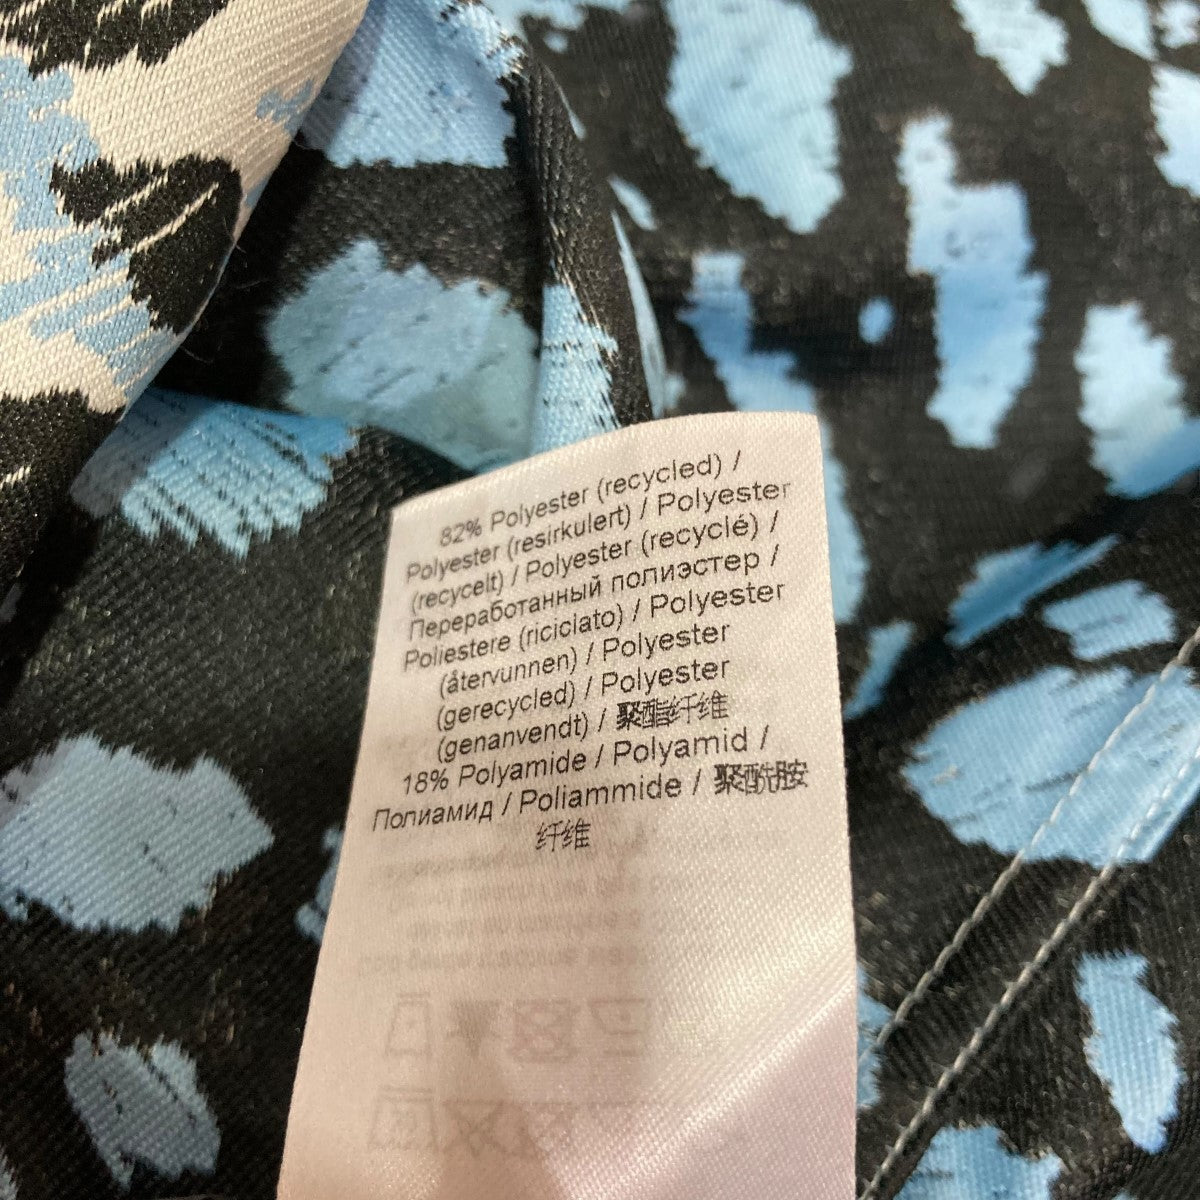 82% Polyester (recycled) /
Polyester (resirkulert) / Polyester
(recycelt) / Polyester (recyclé) /
Переработанный полиэстер /
Poliestere (riciclato) / Polyester
(återvunnen) / Polyester
(gerecycled) / Polyester
(genanvendt) / 聚酯纤维
18% Polyamide / Polyamid /
Полиамид / Poliammide / 聚酰胺
纤维